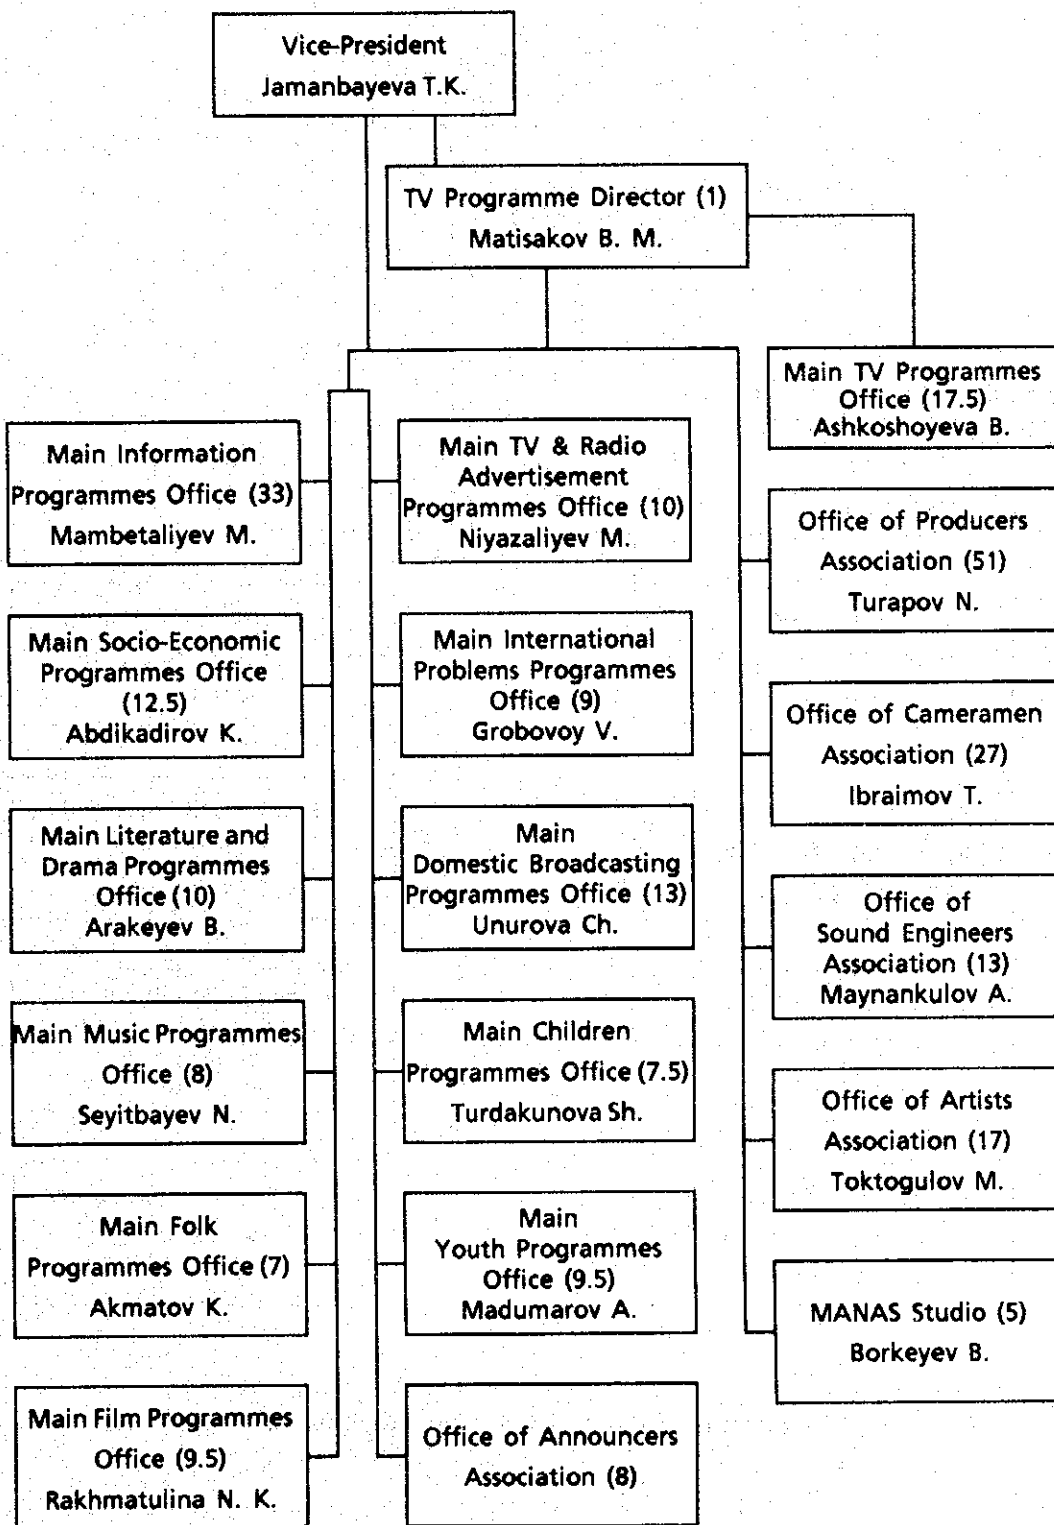 Vice-President
Jamanbayeva T.K.
TV Programme Director (1)
Matisakov B. M.
Main TV Programmes
Office (17.5)
Ashkoshoyeva B.
Main Information
Programmes Office (33)
Mambetaliyev M.
Main TV & Radio
Advertisement
Programmes Office (10)
Niyazaliyev M.
Office of Producers
Association (51)
Turapov N.
Main Socio-Economic
Programmes Office
(12.5)
Abdikadirov K.
Main International
Problems Programmes
Office (9)
Grobovoy V.
Office of Cameramen
Association (27)
Ibraimov T.
Main Literature and
Drama Programmes
Office (10)
Arakeyev B.
Main
Domestic Broadcasting
Programmes Office (13)
Unurova Ch.
Office of
Sound Engineers
Association (13)
Maynankulov A.
Main Music Programmes
Office (8)
Seyitbayev N.
Main Children
Programmes Office (7.5)
Turdakunova Sh.
Office of Artists
Association (17)
Toktogulov M.
Main Folk
Programmes Office (7)
Akmatov K.
Main
Youth Programmes
Office (9.5)
Madumarov A.
MANAS Studio (5)
Borkeyev B.
Main Film Programmes
Office (9.5)
Rakhmatulina N. K.
Office of Announcers
Association (8)